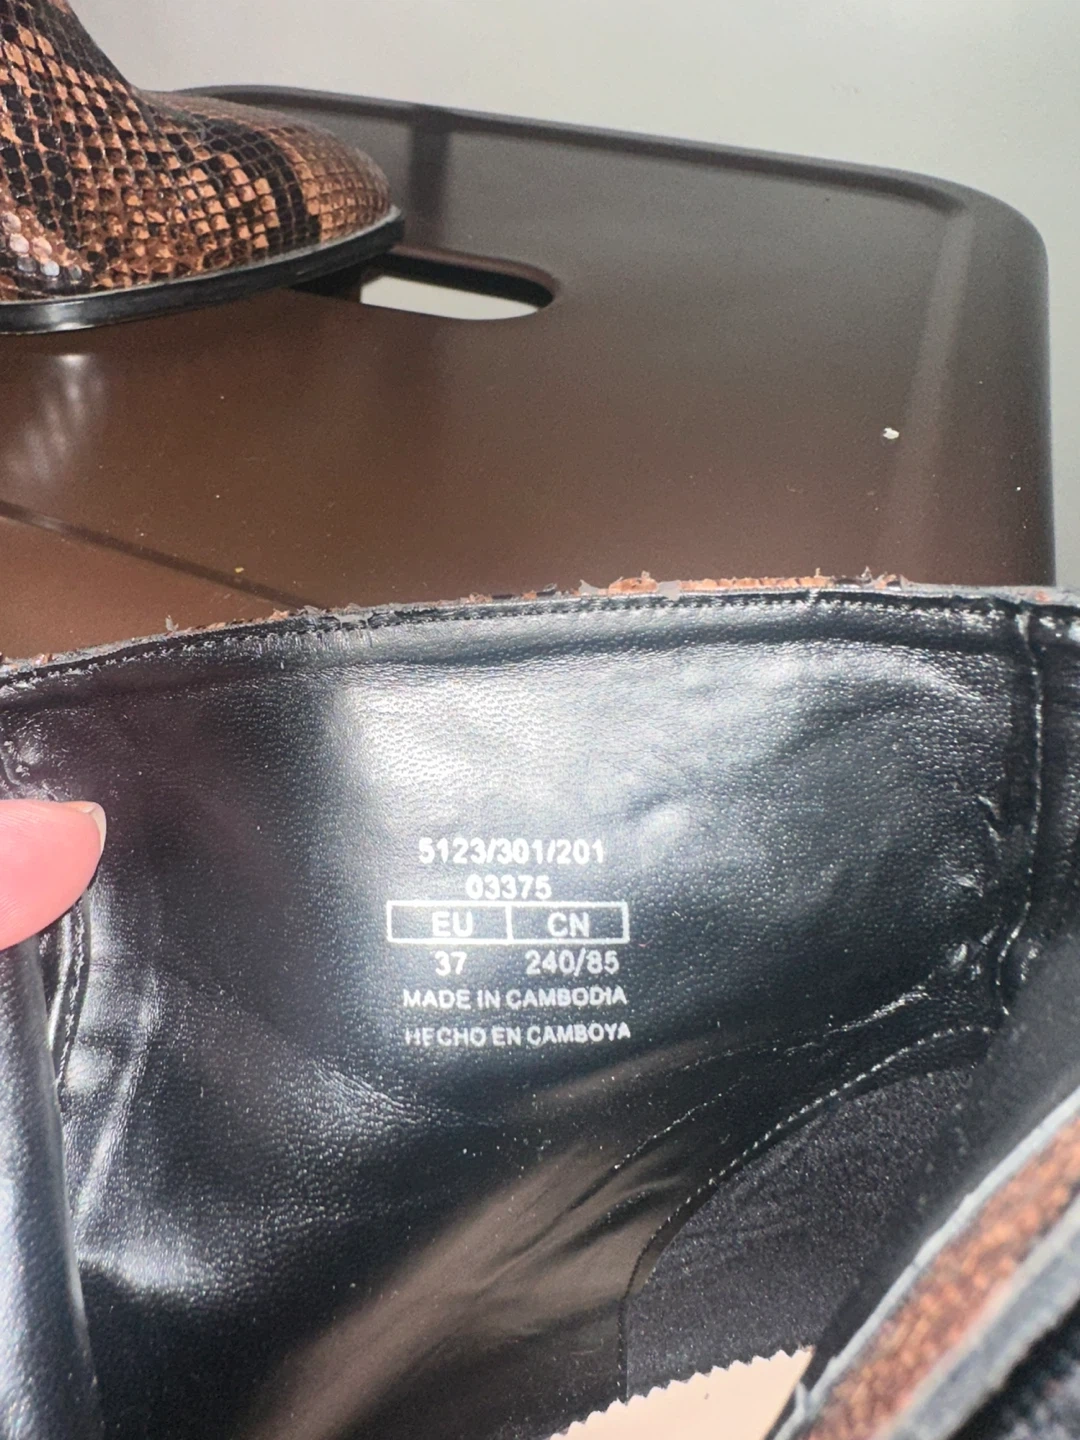 5123/301/201
03375
EU CN
37 240/85
MADE IN CAMBODIA
HECHO EN CAMBOYA